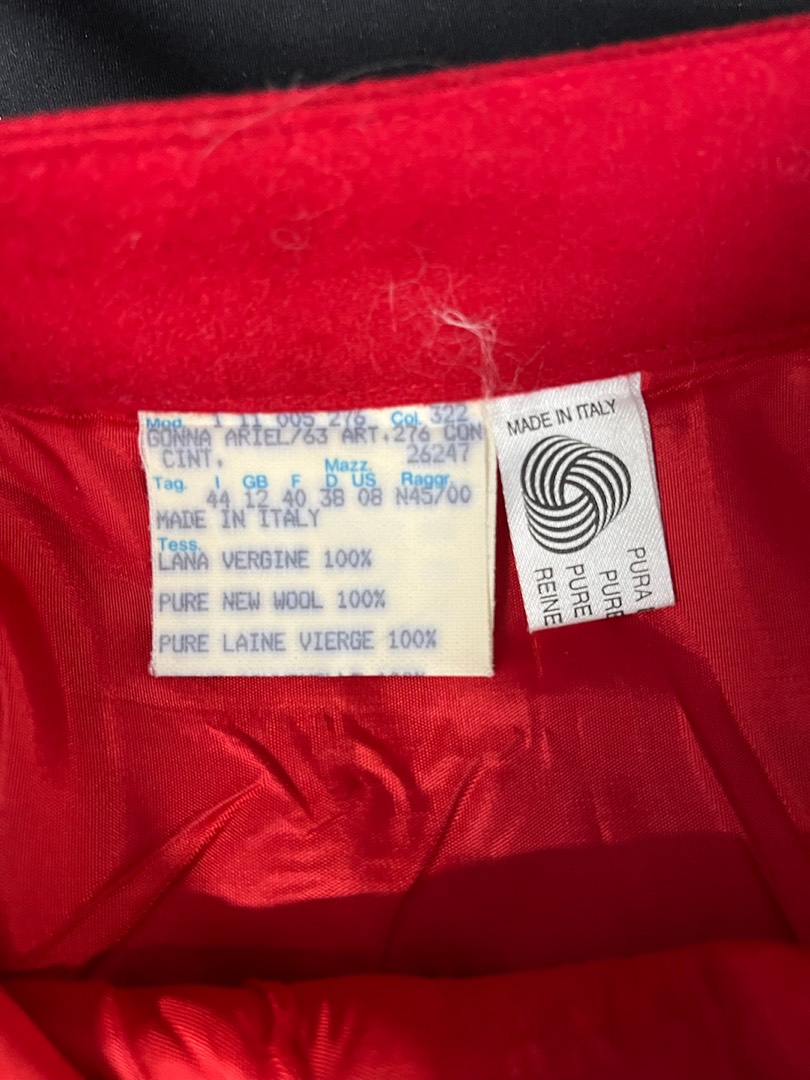 Mod. 1 11 005 276 Col. 322
GONNA ARIEL/63 ART.276 CON
CINT. 26247
Mazz.
Tag. I GB F D US Raggr.
44 12 40 38 08 N45/00
MADE IN ITALY
Tess.
LANA VERGINE 100%
PURE NEW WOOL 100%
PURE LAINE VIERGE 100%
MADE IN ITALY
PURA
PURE
PURE
REINE